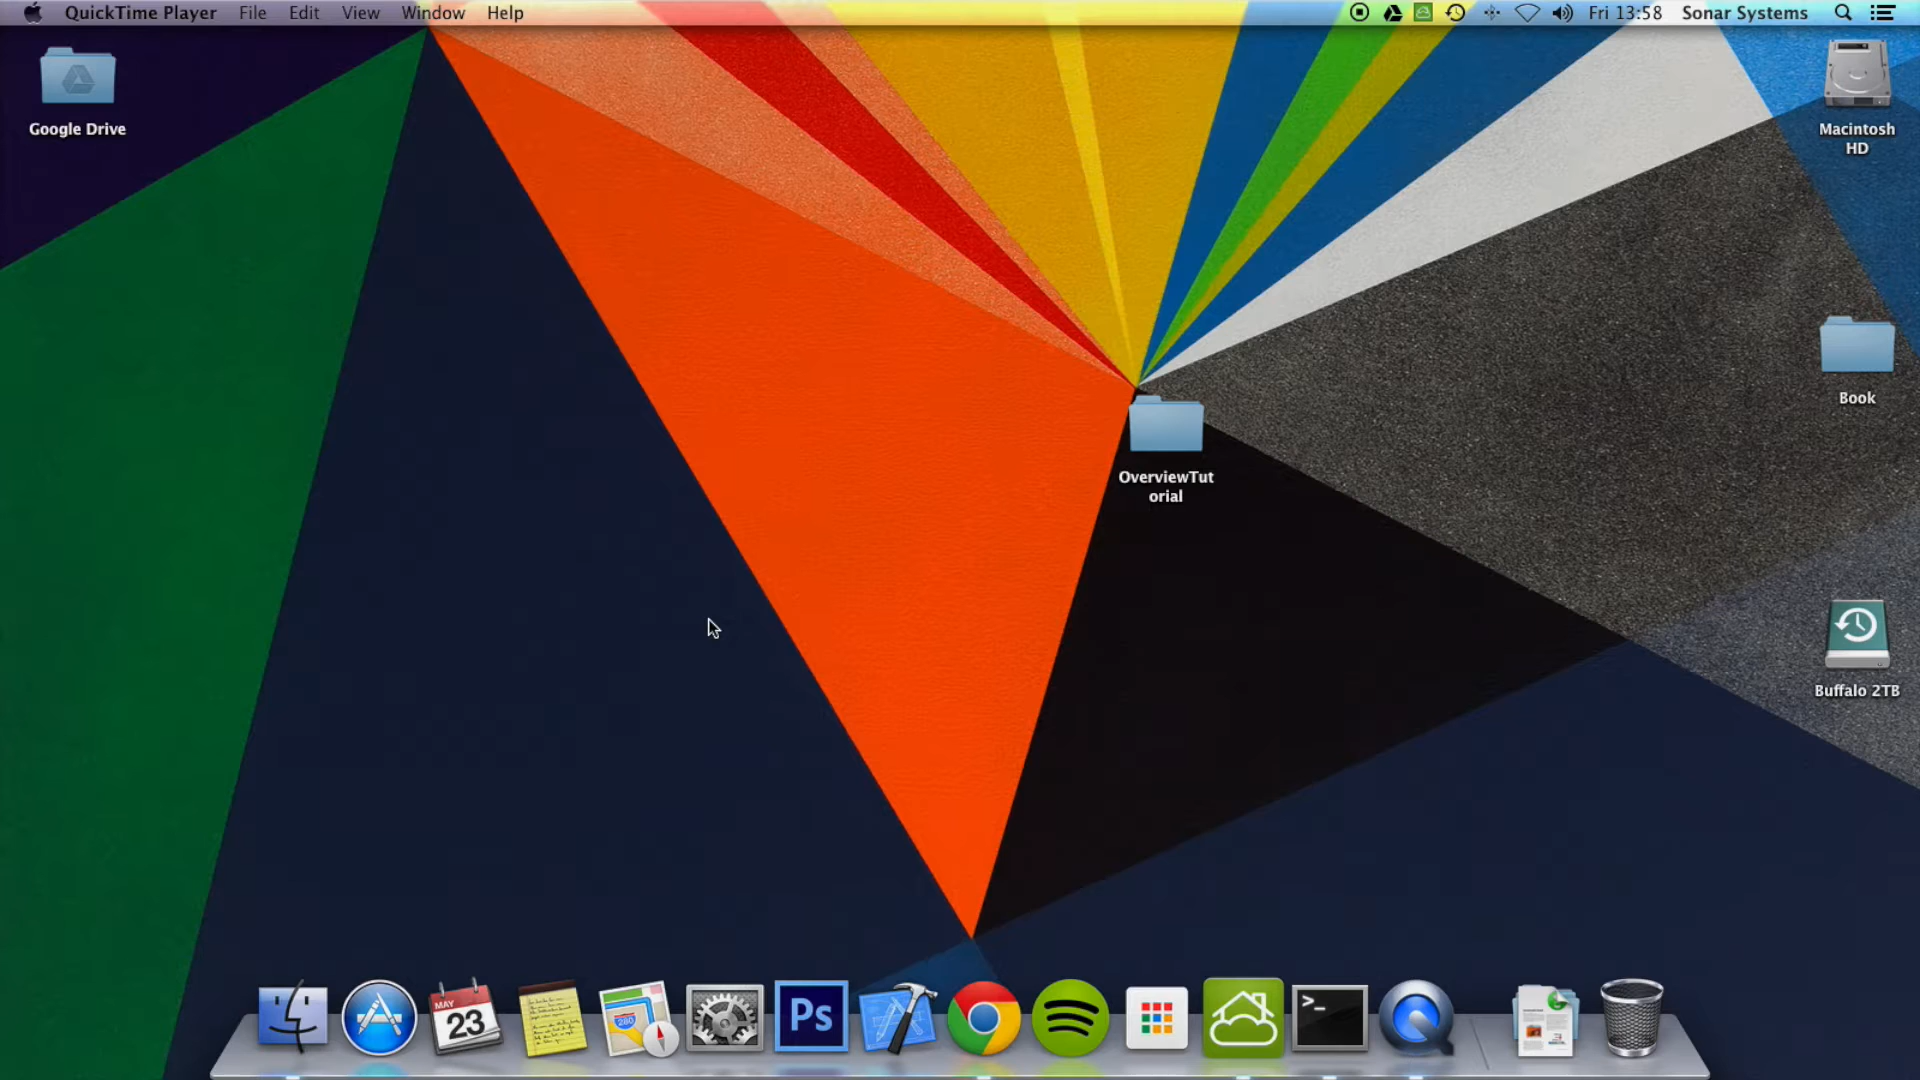 QuickTime Player File Edit View Window Help Fri 13:58 Sonar Systems
Google Drive
Macintosh
HD
Book
OverviewTut
orial
Buffalo 2TB
MAY
23
280
Ps
>_